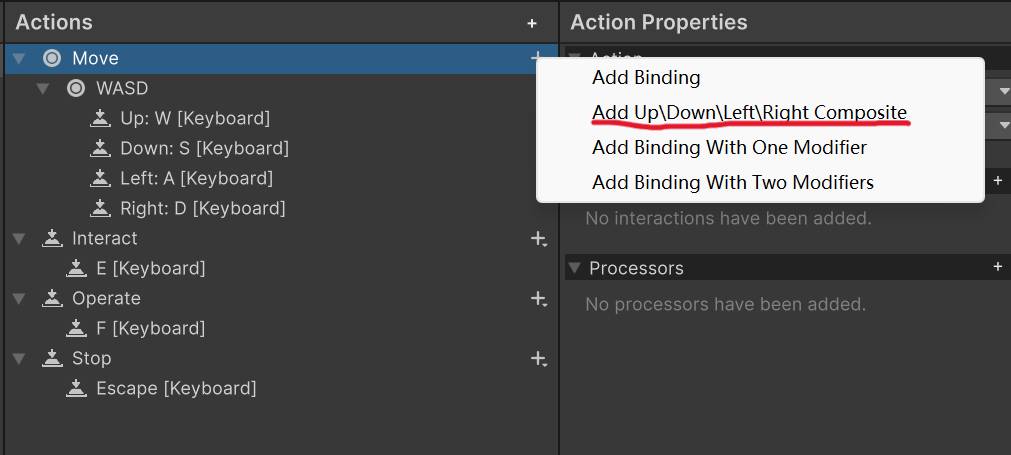 Actions +
Move +
WASD
Up: W [Keyboard]
Down: S [Keyboard]
Left: A [Keyboard]
Right: D [Keyboard]
Interact +
E [Keyboard]
Operate +
F [Keyboard]
Stop +
Escape [Keyboard]
Action Properties
Action
Add Binding
Add Up\Down\Left\Right Composite
Add Binding With One Modifier
Add Binding With Two Modifiers
+
No interactions have been added.
Processors +
No processors have been added.